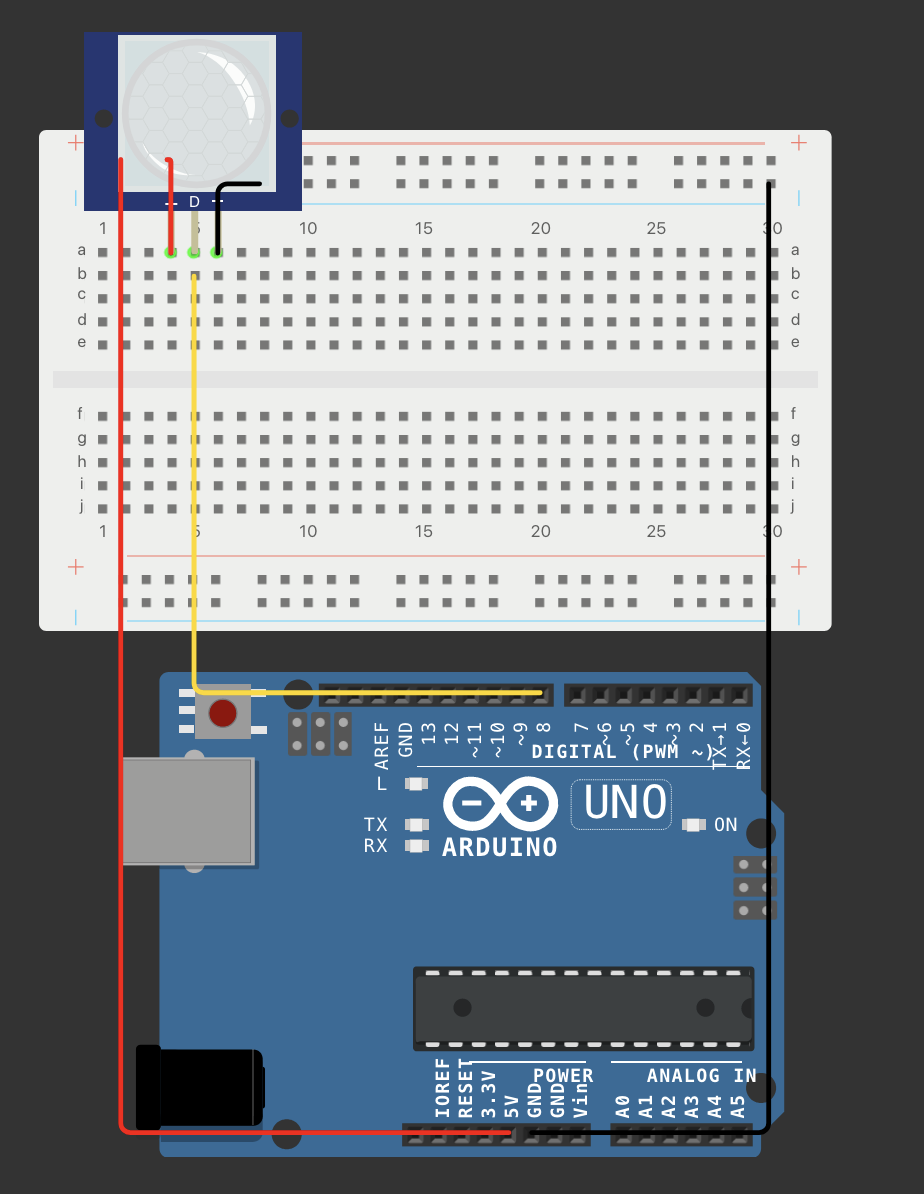 + +
D
1 5 10 15 20 25 30
a a
b b
c c
d d
e e
f f
g g
h h
i i
j j
1 5 10 15 20 25 30
+ +
AREF
GND
13
12
~11
~10
~9
8
7
~6
~5
4
~3
2
TX→1
RX←0
DIGITAL (PWM ~)
L
TX
RX
UNO
ON
ARDUINO
IOREF
RESET
3.3V
5V
GND
GND
Vin
POWER
ANALOG IN
A0
A1
A2
A3
A4
A5